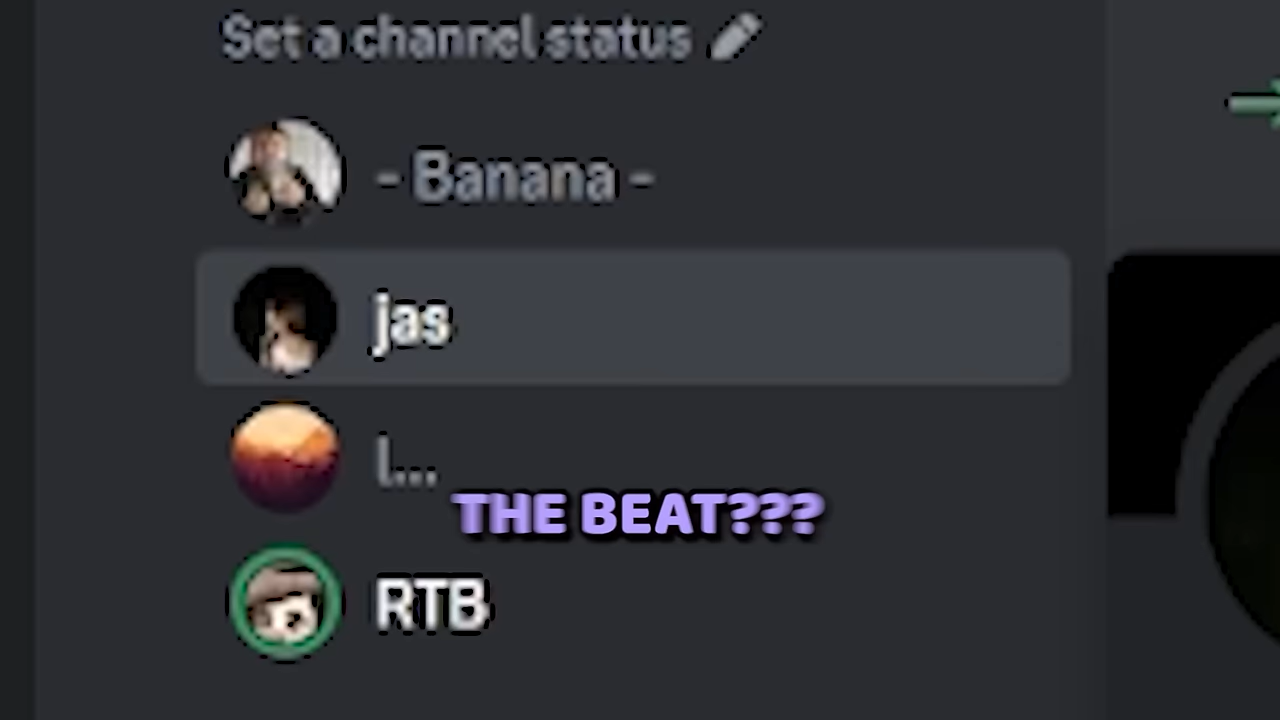 Set a channel status
- Banana -
jas
l...
THE BEAT???
RTB